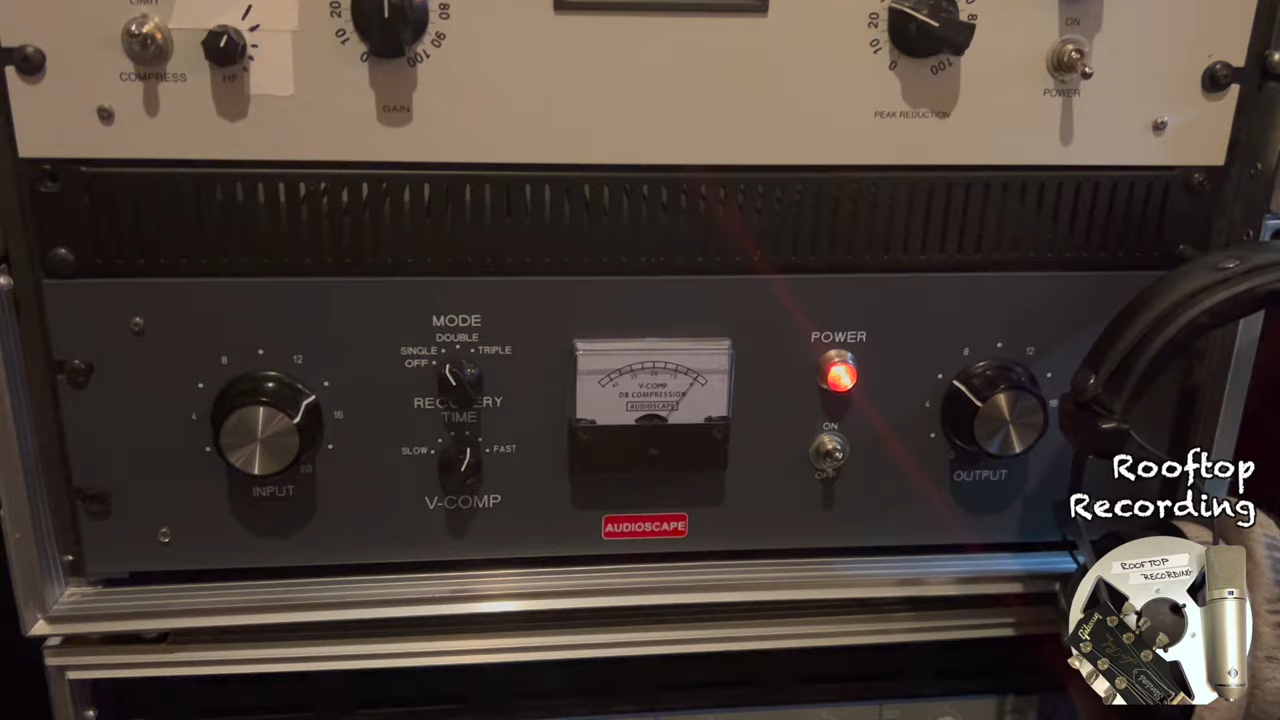 LIMIT
COMPRESS
HF
20
10
0
80
90
100
GAIN
20
10
0
80
100
PEAK REDUCTION
ON
POWER
MODE
DOUBLE
SINGLE
TRIPLE
OFF
RECOVERY
TIME
SLOW
FAST
V-COMP
4
8
12
16
20
INPUT
V-COMP
DB COMPRESSION
AUDIOSCAPE
AUDIOSCAPE
POWER
ON
OFF
4
8
12
16
OUTPUT
Rooftop
Recording
ROOFTOP
RECORDING
Gibson